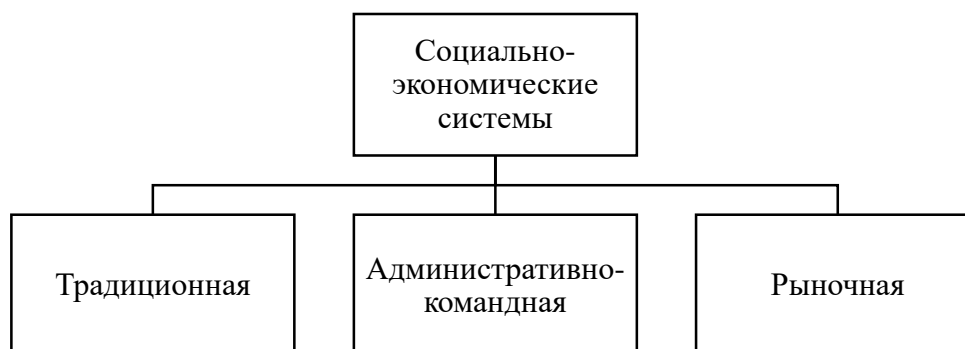 Социально-
экономические
системы
Традиционная
Административно-
командная
Рыночная